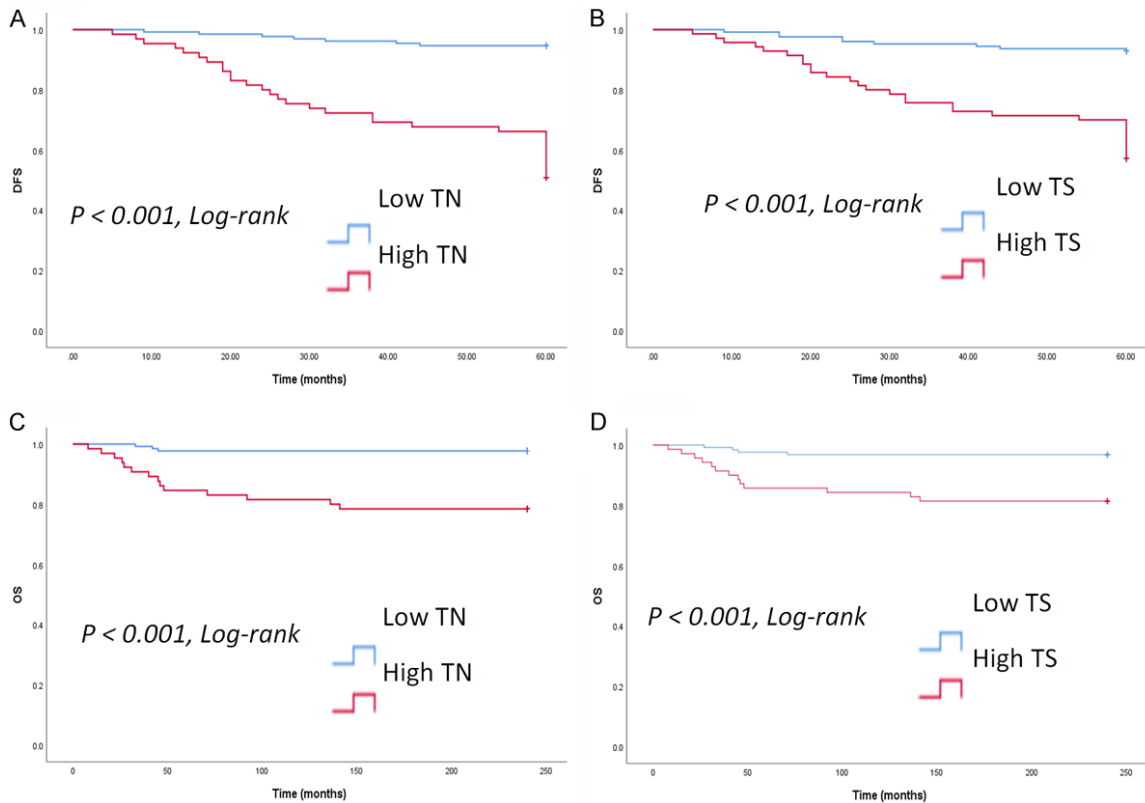 A
1.0
0.8
0.6
0.4
0.2
0.0
DFS
P < 0.001, Log-rank
Low TN
High TN
.00 10.00 20.00 30.00 40.00 50.00 60.00
Time (months)
B
1.0
0.8
0.6
0.4
0.2
0.0
DFS
P < 0.001, Log-rank
Low TS
High TS
.00 10.00 20.00 30.00 40.00 50.00 60.00
Time (months)
C
1.0
0.8
0.6
0.4
0.2
0.0
OS
P < 0.001, Log-rank
Low TN
High TN
0 50 100 150 200 250
Time (months)
D
1.0
0.8
0.6
0.4
0.2
0.0
OS
P < 0.001, Log-rank
Low TS
High TS
0 50 100 150 200 250
Time (months)